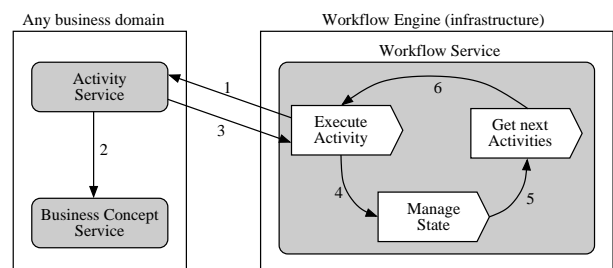 Any business domain
Workflow Engine (infrastructure)
Workflow Service
Activity
Service
1
6
Execute
Activity
Get next
Activities
3
2
4
5
Business Concept
Service
Manage
State